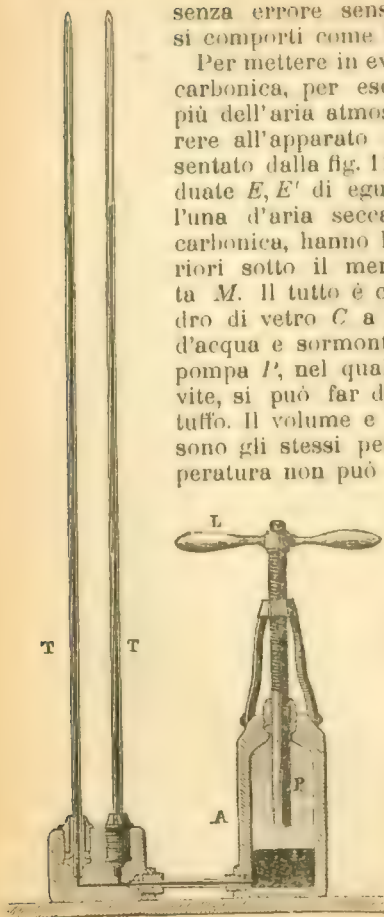 senza errore sens
si comporti come
Per mettere in ev
carbonica, per ese
più dell'aria atmos
rere all'apparato
sentato dalla fig. 1
duate E, E' di egu
l'una d'aria secca
carbonica, hanno l
riori sotto il mer
ta M. Il tutto è c
dro di vetro C a
d'acqua e sormont
pompa P, nel qua
vite, si può far d
tuffo. Il volume e
sono gli stessi pe
peratura non può
L
T T
P
A